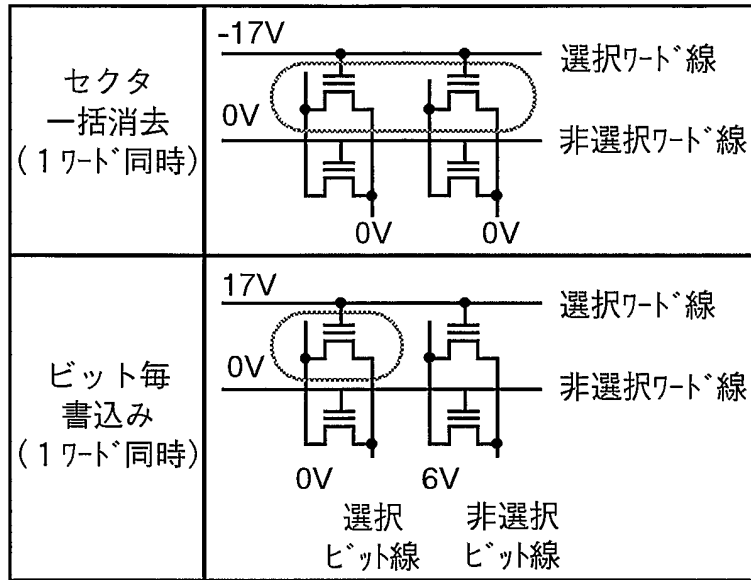 セクタ
一括消去
(1ワード同時)
-17V
選択ワード線
0V
非選択ワード線
0V 0V
ビット毎
書込み
(1ワード同時)
17V
選択ワード線
0V
非選択ワード線
0V 6V
選択
ビット線
非選択
ビット線